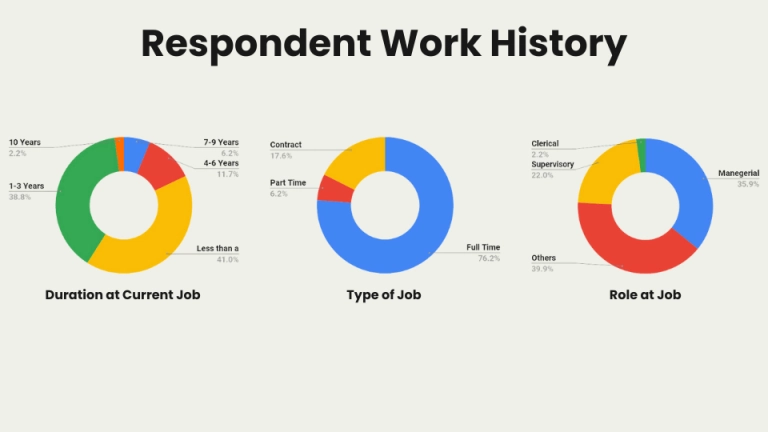 Respondent Work History
10 Years
2.2%
1-3 Years
38.8%
7-9 Years
6.2%
4-6 Years
11.7%
Less than a
41.0%
Duration at Current Job
Contract
17.6%
Part Time
6.2%
Full Time
76.2%
Type of Job
Clerical
2.2%
Supervisory
22.0%
Others
39.9%
Manegerial
35.9%
Role at Job